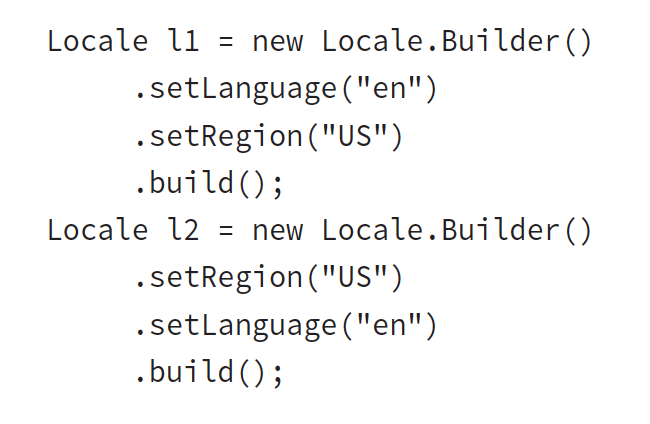 Locale l1 = new Locale.Builder()
     .setLanguage("en")
     .setRegion("US")
     .build();
Locale l2 = new Locale.Builder()
     .setRegion("US")
     .setLanguage("en")
     .build();